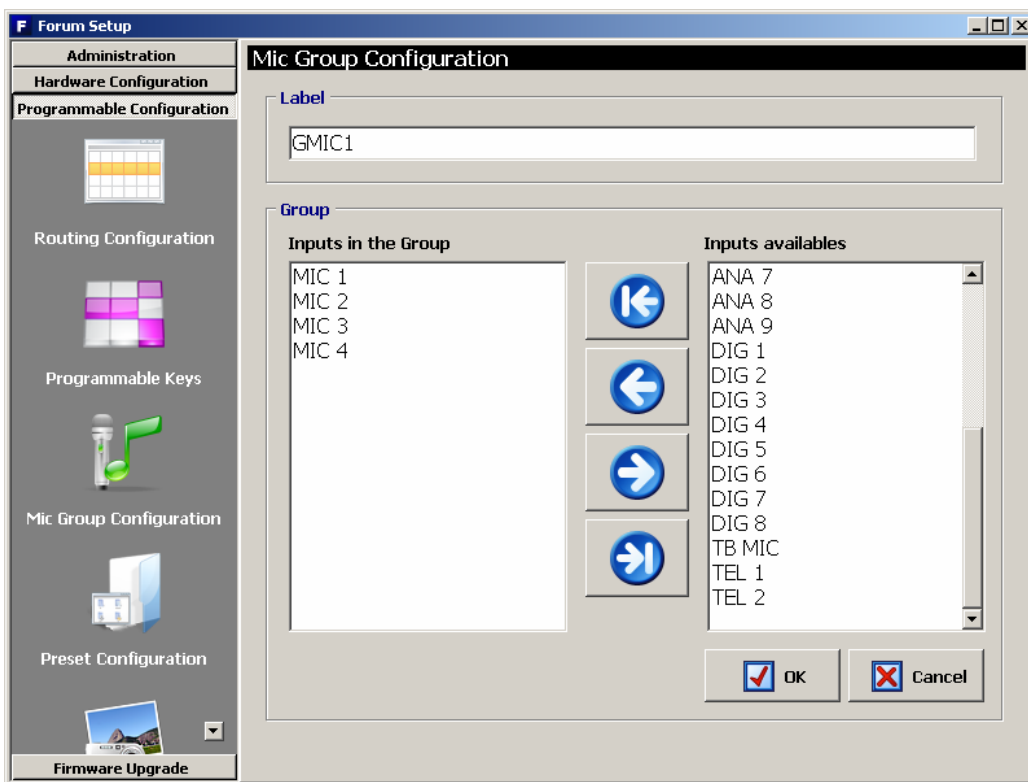 F Forum Setup
Administration
Hardware Configuration
Programmable Configuration
Routing Configuration
Programmable Keys
Mic Group Configuration
Preset Configuration
Firmware Upgrade
Mic Group Configuration
Label
GMIC1
Group
Inputs in the Group
MIC 1
MIC 2
MIC 3
MIC 4
Inputs availables
ANA 7
ANA 8
ANA 9
DIG 1
DIG 2
DIG 3
DIG 4
DIG 5
DIG 6
DIG 7
DIG 8
TB MIC
TEL 1
TEL 2
OK
Cancel